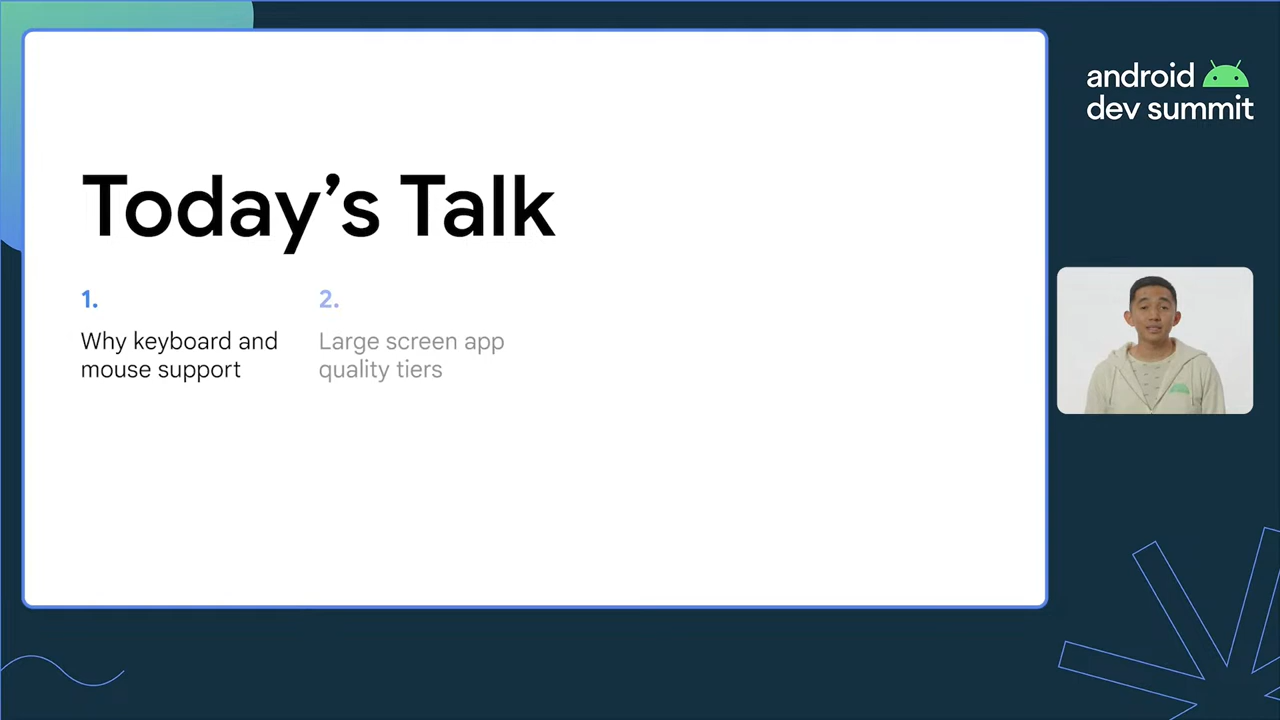 android
dev summit
Today’s Talk
1.
Why keyboard and
mouse support
2.
Large screen app
quality tiers